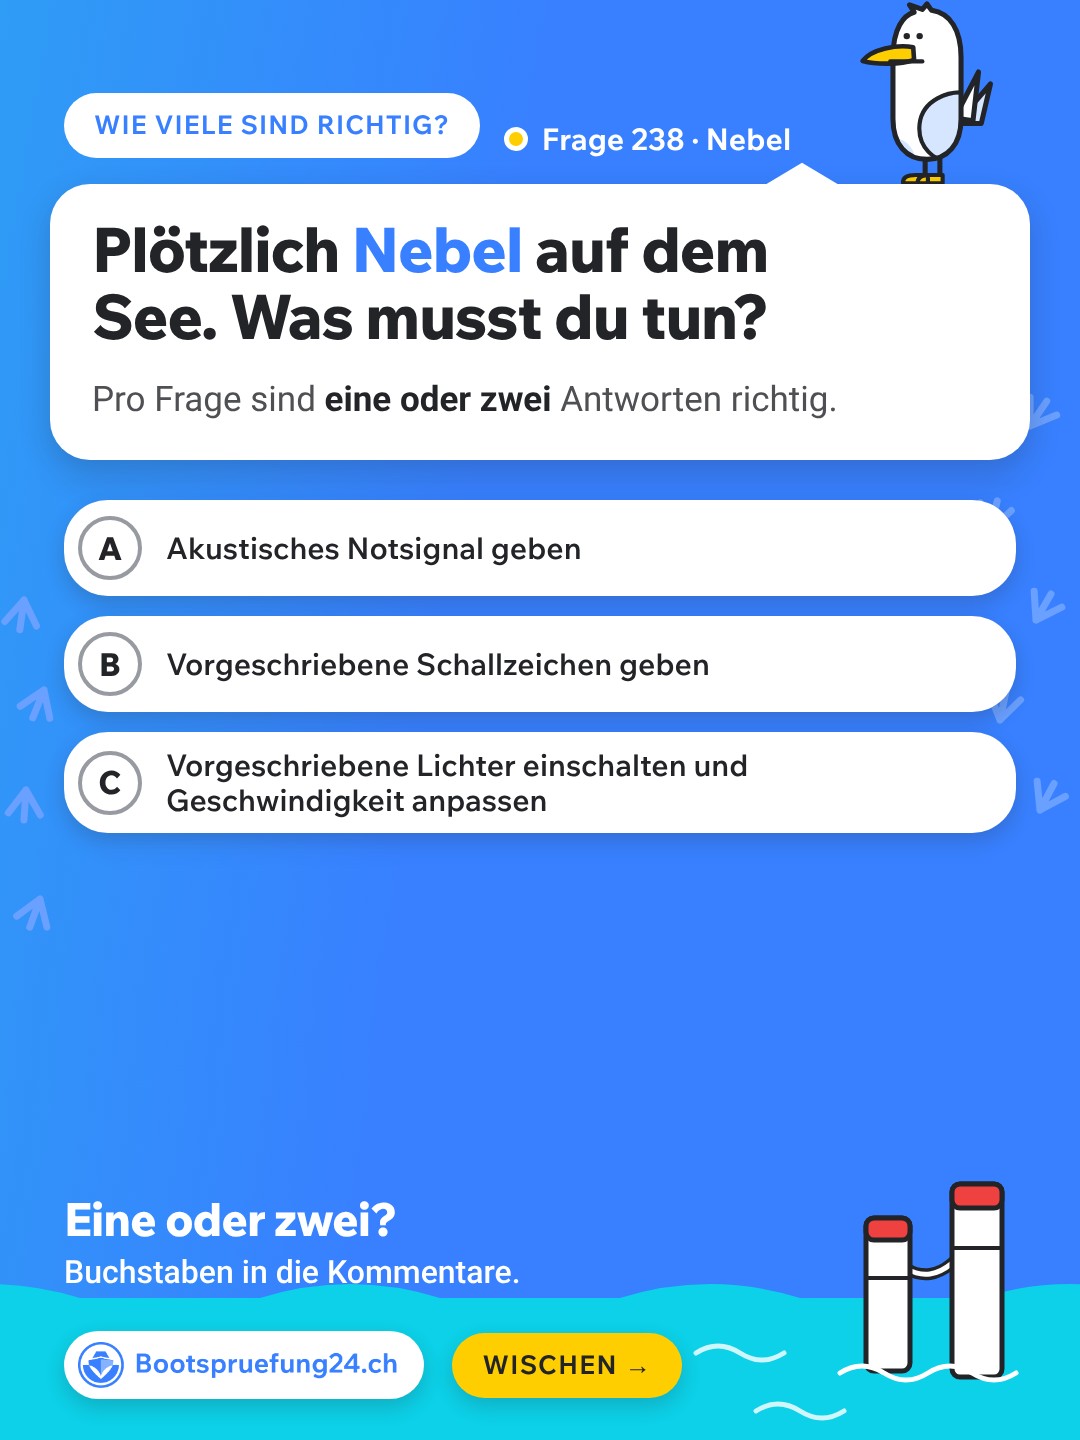 WIE VIELE SIND RICHTIG?
Frage 238 · Nebel
Plötzlich Nebel auf dem
See. Was musst du tun?
Pro Frage sind eine oder zwei Antworten richtig.
A Akustisches Notsignal geben
B Vorgeschriebene Schallzeichen geben
C Vorgeschriebene Lichter einschalten und
Geschwindigkeit anpassen
Eine oder zwei?
Buchstaben in die Kommentare.
Bootspruefung24.ch
WISCHEN →